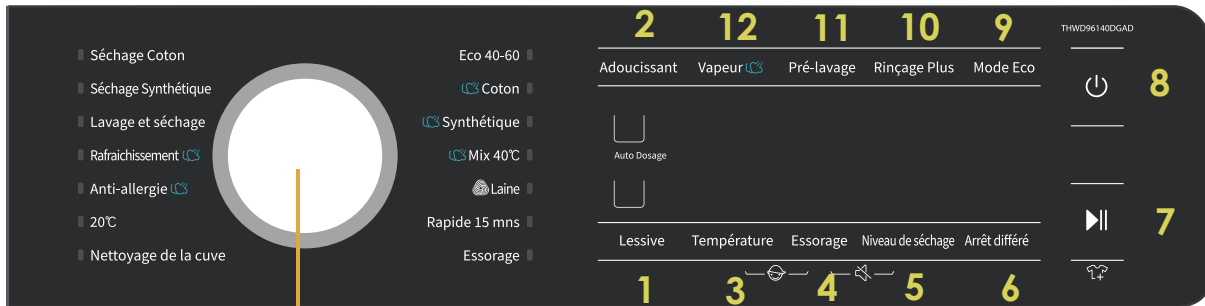 2 12 11 10 9 THWD96140DGAD
Séchage Coton Eco 40-60
Adoucissant Vapeur Pré-lavage Rinçage Plus Mode Eco
Séchage Synthétique Coton 8
Lavage et séchage Synthétique
Rafraichissement Mix 40℃ Auto Dosage
Anti-allergie Laine
20℃ Rapide 15 mns 7
Lessive Température Essorage Niveau de séchage Arrêt différé
Nettoyage de la cuve Essorage
1 3 4 5 6